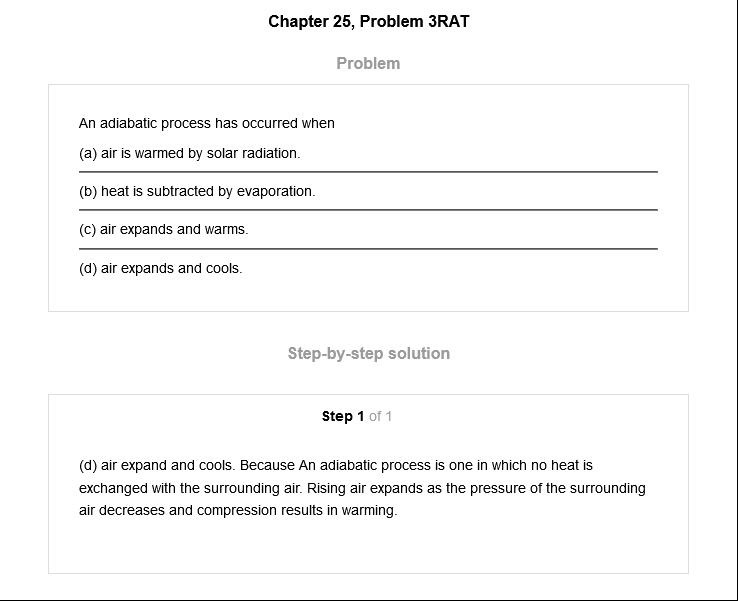 Chapter 25, Problem 3RAT
Problem
An adiabatic process has occurred when
(a) air is warmed by solar radiation.
(b) heat is subtracted by evaporation.
(c) air expands and warms.
(d) air expands and cools.
Step-by-step solution
Step 1 of 1
(d) air expand and cools. Because An adiabatic process is one in which no heat is
exchanged with the surrounding air. Rising air expands as the pressure of the surrounding
air decreases and compression results in warming.